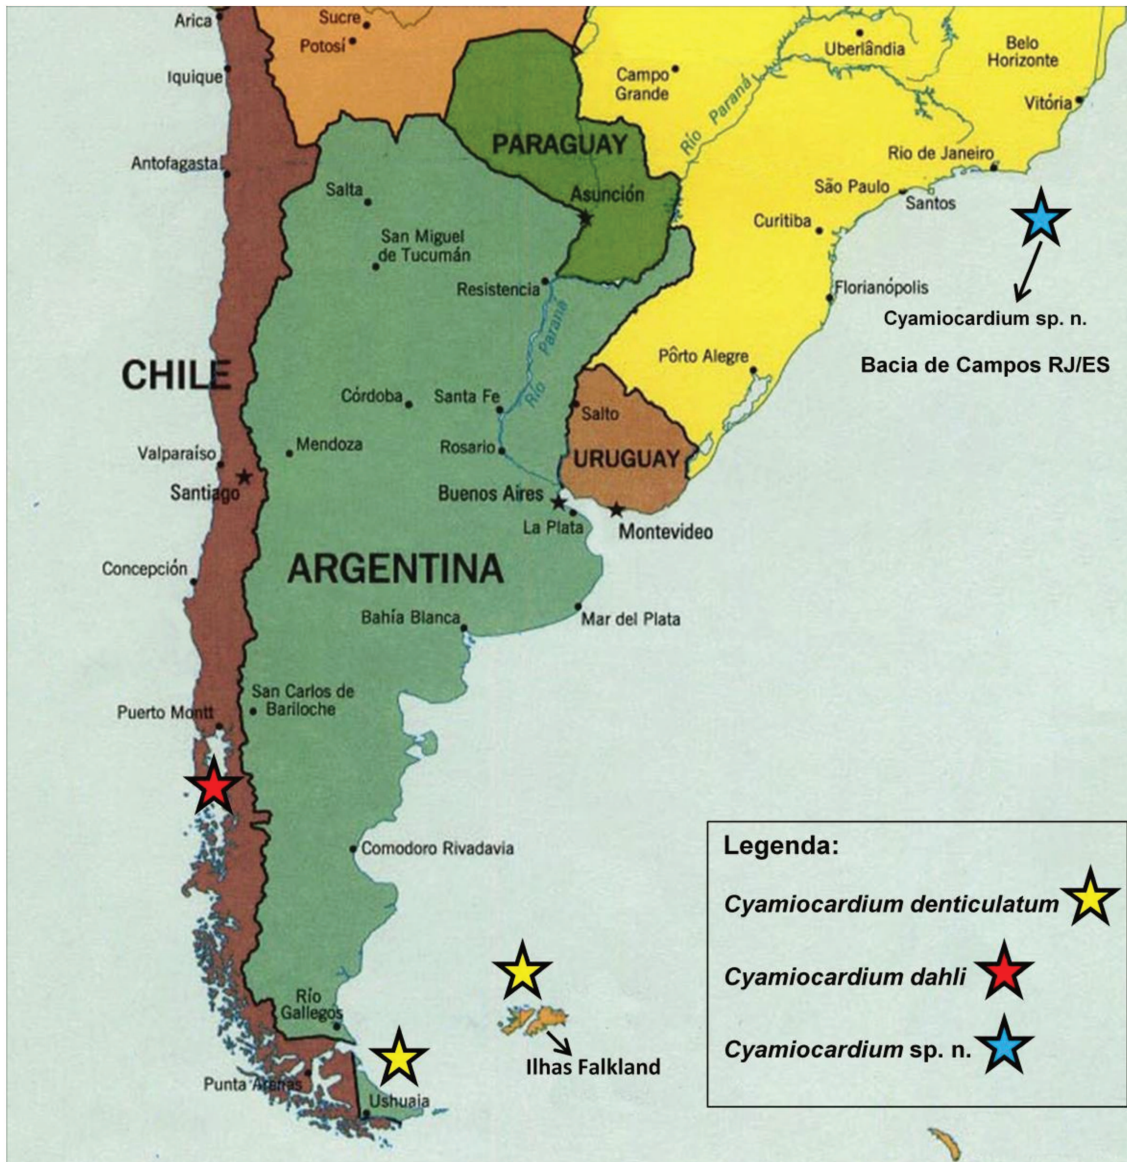 Arica
Sucre
Potosí
Iquique
Uberlândia
Belo
Horizonte
Campo
Grande
Vitória
Río Paraná
PARAGUAY
Rio de Janeiro
Antofagasta
Asunción
São Paulo
Santos
Salta
Curitiba
San Miguel
de Tucumán
Resistencia
Florianópolis
Cyamiocardium sp. n.
Río Paraná
Pôrto Alegre
Bacia de Campos RJ/ES
CHILE
Córdoba
Santa Fe
Salto
Mendoza
Rosario
Valparaíso
URUGUAY
Santiago
Buenos Aires
La Plata
Montevideo
Concepción
ARGENTINA
Bahía Blanca
Mar del Plata
San Carlos de
Bariloche
Puerto Montt
Comodoro Rivadavia
Río
Gallegos
Ilhas Falkland
Punta Arenas
Ushuaia
Legenda:
Cyamiocardium denticulatum
Cyamiocardium dahli
Cyamiocardium sp. n.